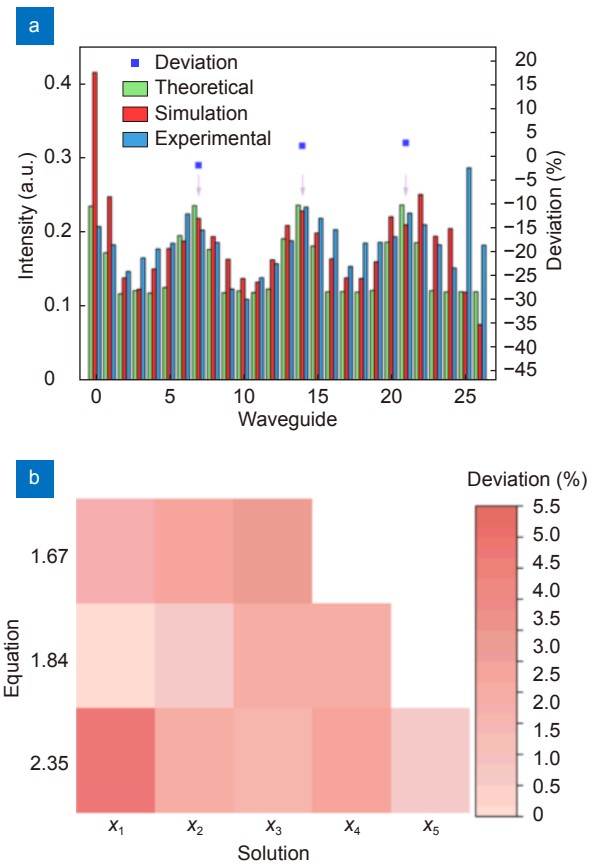 a
Deviation
Theoretical
Simulation
Experimental
Intensity (a.u.)
0.4
0.3
0.2
0.1
0
20
15
10
5
0
−5
−10
−15
−20
−25
−30
−35
−40
−45
Deviation (%)
0 5 10 15 20 25
Waveguide
b
Deviation (%)
Equation
1.67
1.84
2.35
5.5
5.0
4.5
4.0
3.5
3.0
2.5
2.0
1.5
1.0
0.5
0
x₁ x₂ x₃ x₄ x₅
Solution